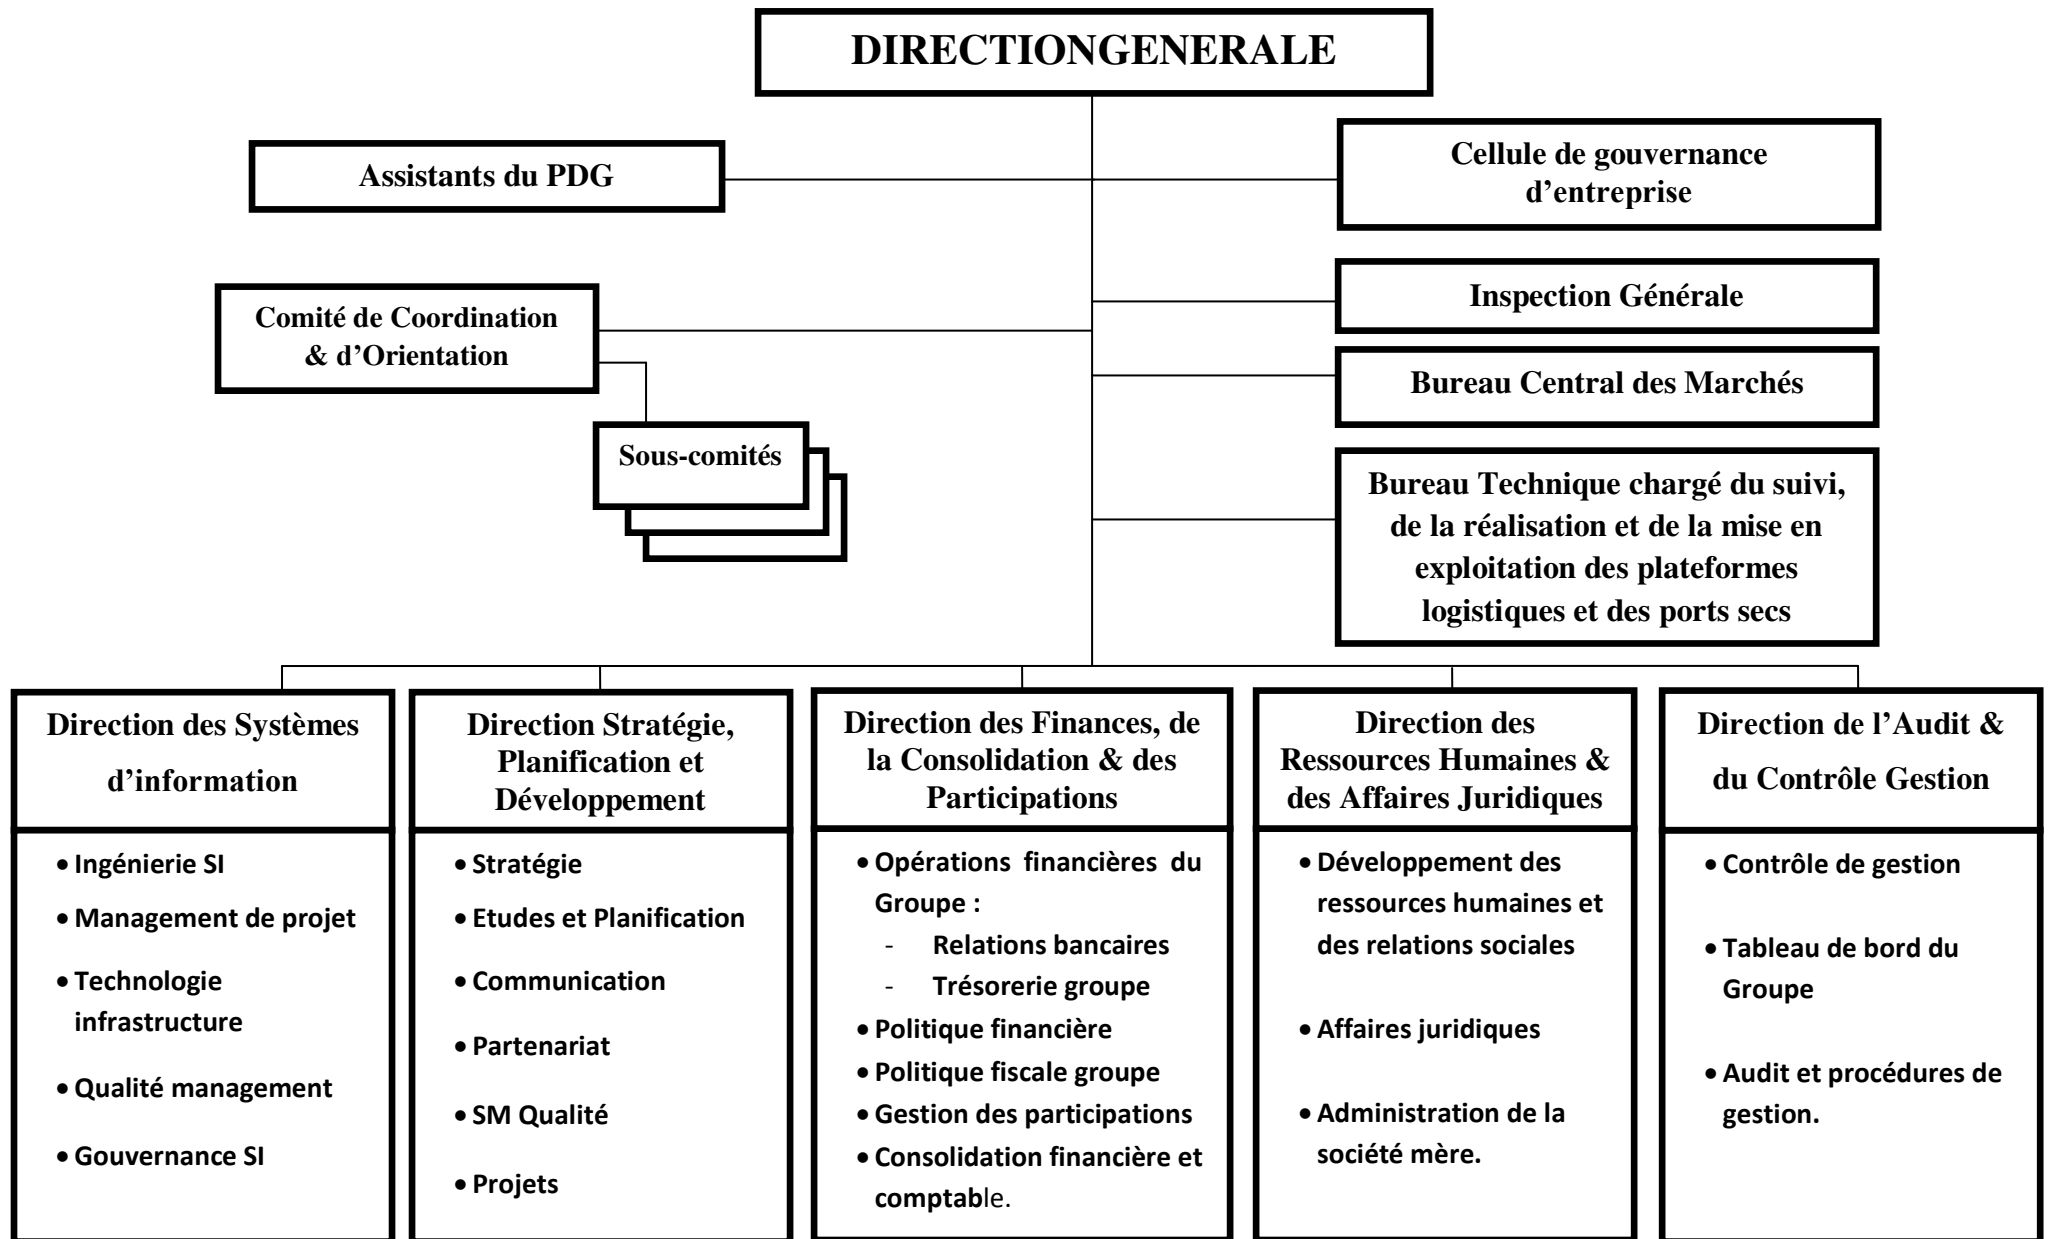 DIRECTIONGENERALE
Assistants du PDG
Cellule de gouvernance
d’entreprise
Comité de Coordination
& d’Orientation
Inspection Générale
Bureau Central des Marchés
Sous-comités
Bureau Technique chargé du suivi,
de la réalisation et de la mise en
exploitation des plateformes
logistiques et des ports secs
Direction des Systèmes
d’information
• Ingénierie SI
• Management de projet
• Technologie
infrastructure
• Qualité management
• Gouvernance SI
Direction Stratégie,
Planification et
Développement
• Stratégie
• Etudes et Planification
• Communication
• Partenariat
• SM Qualité
• Projets
Direction des Finances, de
la Consolidation & des
Participations
• Opérations financières du
Groupe :
- Relations bancaires
- Trésorerie groupe
• Politique financière
• Politique fiscale groupe
• Gestion des participations
• Consolidation financière et
comptable.
Direction des
Ressources Humaines &
des Affaires Juridiques
• Développement des
ressources humaines et
des relations sociales
• Affaires juridiques
• Administration de la
société mère.
Direction de l’Audit &
du Contrôle Gestion
• Contrôle de gestion
• Tableau de bord du
Groupe
• Audit et procédures de
gestion.